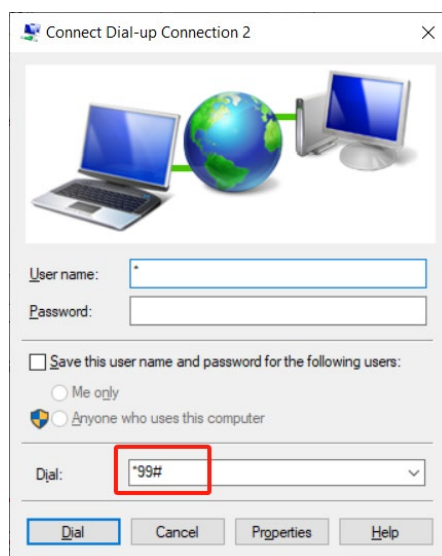 Connect Dial-up Connection 2
User name:
*
Password:
Save this user name and password for the following users:
Me only
Anyone who uses this computer
Dial:
*99#
Dial Cancel Properties Help